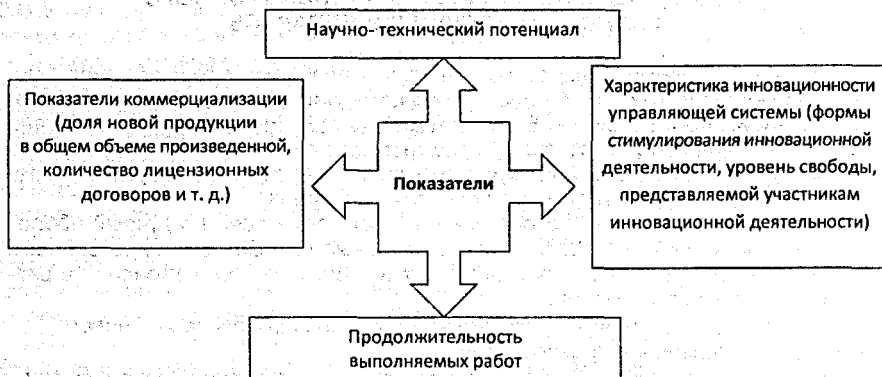 Научно- технический потенциал
Показатели коммерциализации
(доля новой продукции
в общем объеме произведенной,
количество лицензионных
договоров и т. д.)
Показатели
Характеристика инновационности
управляющей системы (формы
стимулирования инновационной
деятельности, уровень свободы,
представляемой участникам
инновационной деятельности)
Продолжительность
выполняемых работ